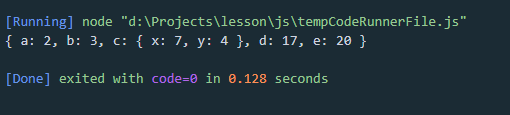 [Running] node "d:\Projects\lesson\js\tempCodeRunnerFile.js"
{ a: 2, b: 3, c: { x: 7, y: 4 }, d: 17, e: 20 }
[Done] exited with code=0 in 0.128 seconds